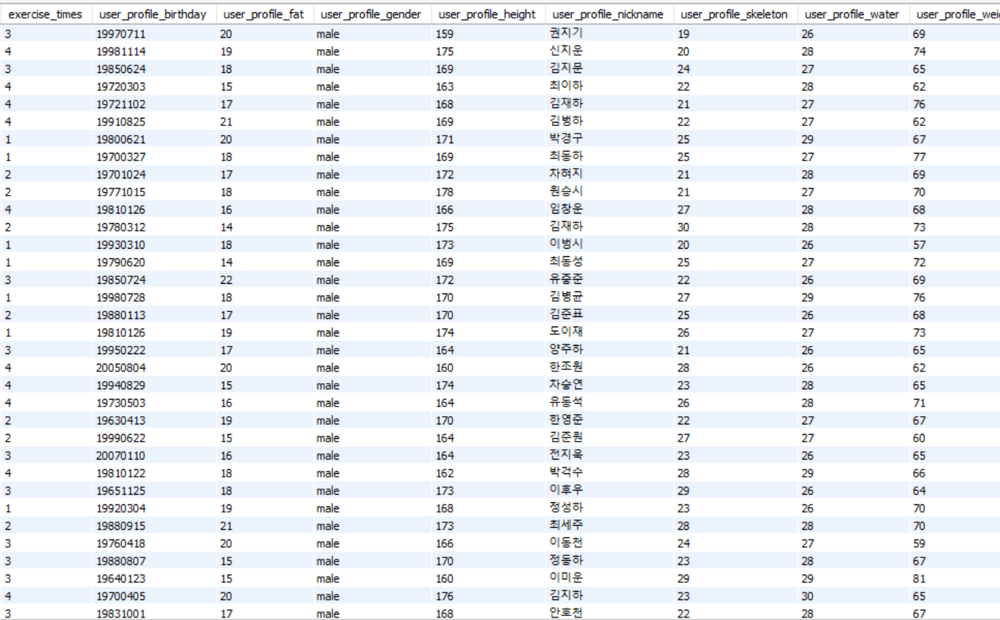 exercise_times user_profile_birthday user_profile_fat user_profile_gender user_profile_height user_profile_nickname user_profile_skeleton user_profile_water user_profile_wei
3 19970711 20 male 159 권지기 19 26 69
4 19981114 19 male 175 신지운 20 28 74
3 19850624 18 male 169 김지문 24 27 65
4 19720303 15 male 163 최이하 22 28 62
4 19721102 17 male 168 김재하 21 27 76
4 19910825 21 male 169 김병하 22 27 62
1 19800621 20 male 171 박경구 25 29 67
1 19700327 18 male 169 최동하 25 27 77
2 19701024 17 male 172 차혀지 21 28 69
2 19771015 18 male 178 원승시 21 27 70
4 19810126 16 male 166 임창운 27 28 68
2 19780312 14 male 175 김재하 30 28 73
1 19930310 18 male 173 이병시 20 26 57
1 19790620 14 male 169 최동성 25 27 72
3 19850724 22 male 172 유중준 22 26 69
1 19980728 18 male 170 김병균 27 29 76
2 19880113 17 male 170 김준표 25 26 68
1 19810126 19 male 174 도이재 26 27 73
3 19950222 17 male 164 양주하 21 26 65
4 20050804 20 male 160 한조원 28 26 62
4 19940829 15 male 174 차승연 23 28 65
4 19730503 16 male 164 유동석 26 28 71
2 19630413 19 male 170 한영준 22 27 67
2 19990622 15 male 164 김준원 27 27 60
3 20070110 16 male 164 전지욱 23 26 65
4 19810122 18 male 162 박걱수 28 29 66
3 19651125 18 male 173 이후우 29 26 64
1 19920304 19 male 168 정성하 23 26 70
2 19880915 21 male 173 최세주 28 28 70
3 19760418 20 male 166 이동천 24 27 59
3 19880807 15 male 170 정동하 23 28 67
3 19640123 15 male 160 이미운 29 29 81
4 19700405 20 male 176 김지하 23 30 65
3 19831001 17 male 168 안호천 22 28 67